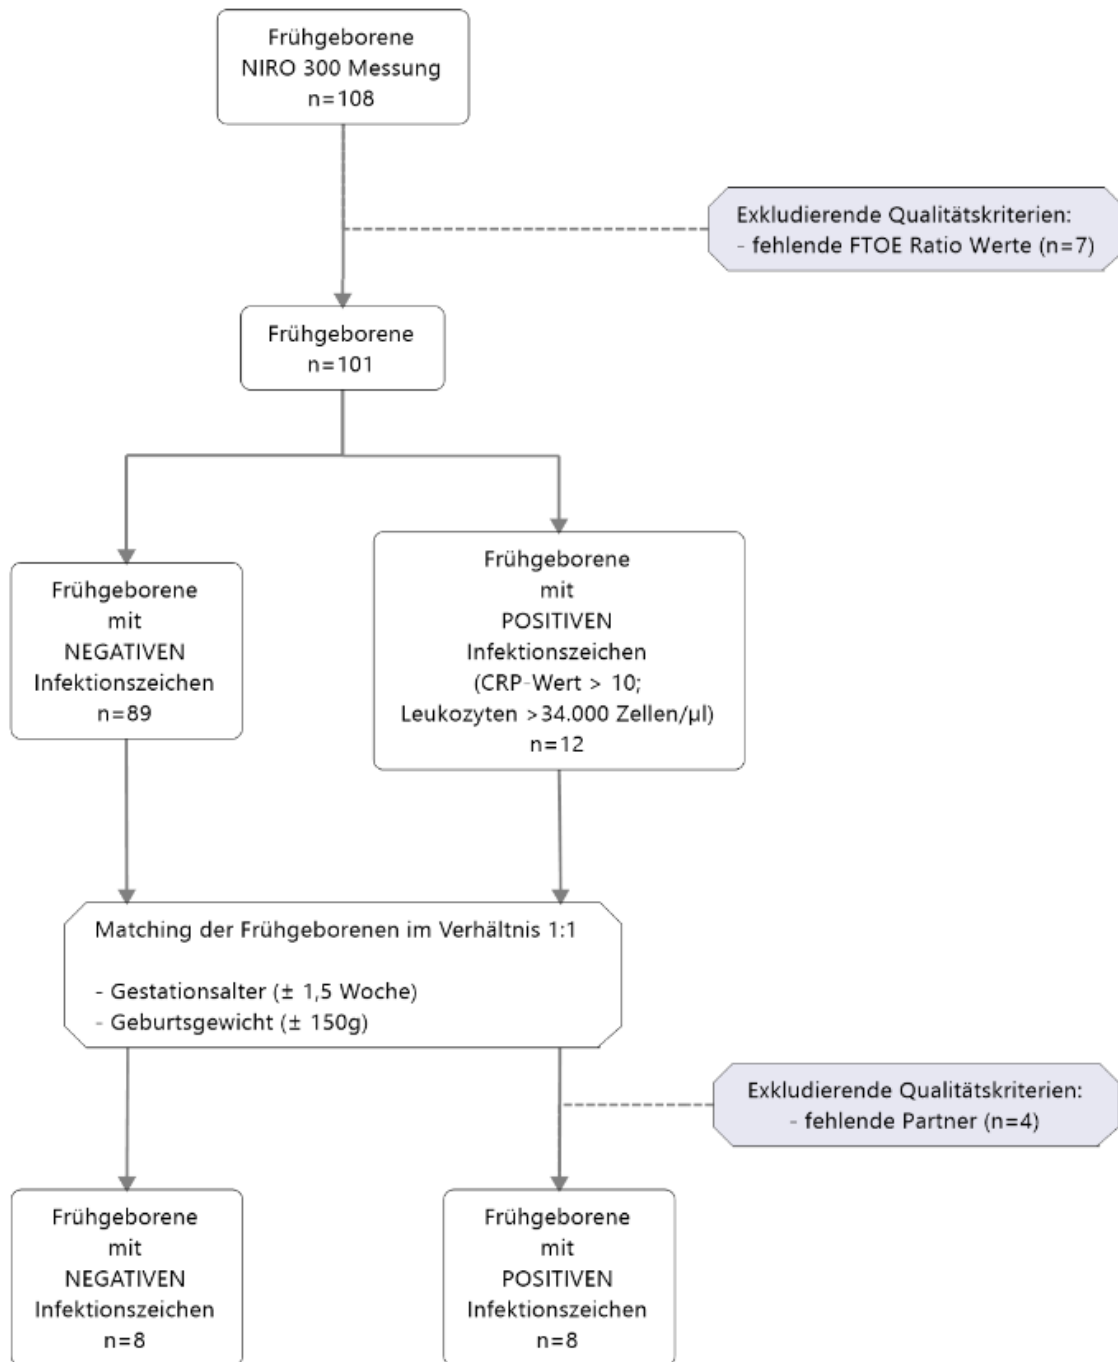 Frühgeborene
NIRO 300 Messung
n=108
Exkludierende Qualitätskriterien:
- fehlende FTOE Ratio Werte (n=7)
Frühgeborene
n=101
Frühgeborene
mit
NEGATIVEN
Infektionszeichen
n=89
Frühgeborene
mit
POSITIVEN
Infektionszeichen
(CRP-Wert > 10;
Leukozyten >34.000 Zellen/µl)
n=12
Matching der Frühgeborenen im Verhältnis 1:1
- Gestationsalter (± 1,5 Woche)
- Geburtsgewicht (± 150g)
Exkludierende Qualitätskriterien:
- fehlende Partner (n=4)
Frühgeborene
mit
NEGATIVEN
Infektionszeichen
n=8
Frühgeborene
mit
POSITIVEN
Infektionszeichen
n=8